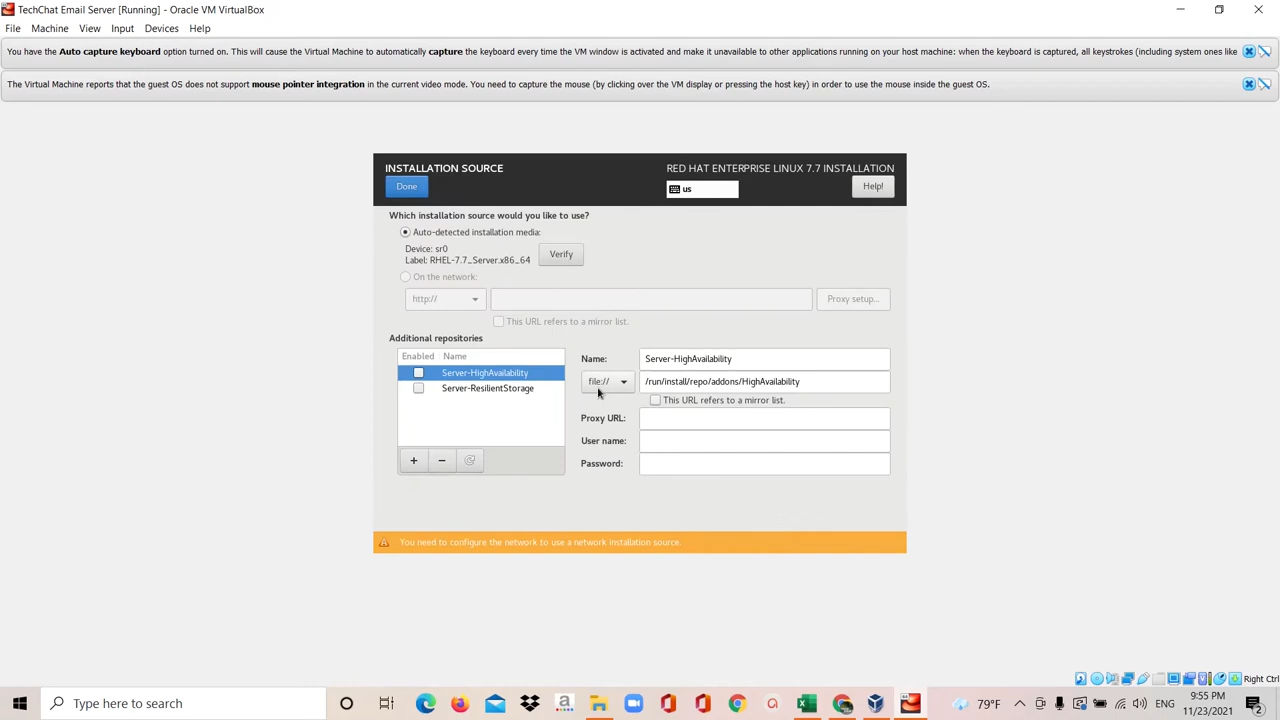 TechChat Email Server [Running] - Oracle VM VirtualBox
File Machine View Input Devices Help
You have the Auto capture keyboard option turned on. This will cause the Virtual Machine to automatically capture the keyboard every time the VM window is activated and make it unavailable to other applications running on your host machine: when the keyboard is captured, all keystrokes (including system ones like
The Virtual Machine reports that the guest OS does not support mouse pointer integration in the current video mode. You need to capture the mouse (by clicking over the VM display or pressing the host key) in order to use the mouse inside the guest OS.
INSTALLATION SOURCE
RED HAT ENTERPRISE LINUX 7.7 INSTALLATION
Done
us
Help!
Which installation source would you like to use?
Auto-detected installation media:
Device: sr0
Label: RHEL-7.7_Server.x86_64
Verify
On the network:
http://
Proxy setup...
This URL refers to a mirror list.
Additional repositories
Enabled Name
Server-HighAvailability
Server-ResilientStorage
+ −
Name: Server-HighAvailability
file:// /run/install/repo/addons/HighAvailability
This URL refers to a mirror list.
Proxy URL:
User name:
Password:
You need to configure the network to use a network installation source.
Right Ctrl
Type here to search
79°F
ENG
9:55 PM
11/23/2021
2